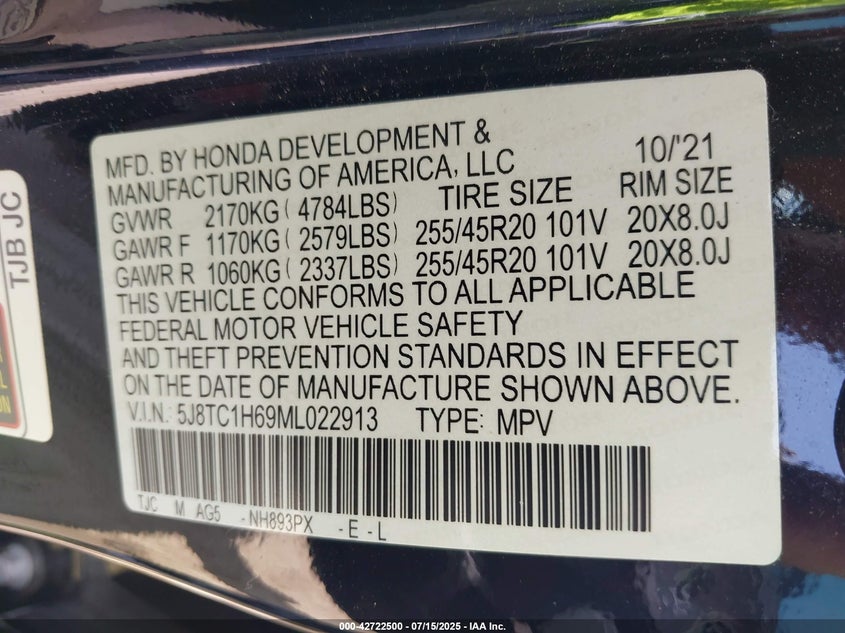 MFD. BY HONDA DEVELOPMENT &
MANUFACTURING OF AMERICA, LLC 10/'21
GVWR 2170KG ( 4784LBS) TIRE SIZE RIM SIZE
GAWR F 1170KG ( 2579LBS) 255/45R20 101V 20X8.0J
GAWR R 1060KG ( 2337LBS) 255/45R20 101V 20X8.0J
THIS VEHICLE CONFORMS TO ALL APPLICABLE
FEDERAL MOTOR VEHICLE SAFETY
AND THEFT PREVENTION STANDARDS IN EFFECT
ON THE DATE OF MANUFACTURE SHOWN ABOVE.
V.I.N.: 5J8TC1H69ML022913 TYPE: MPV
TJC M AG5 -NH893PX -E-L
TJB JC
000-42722500 - 07/15/2025 - IAA Inc.